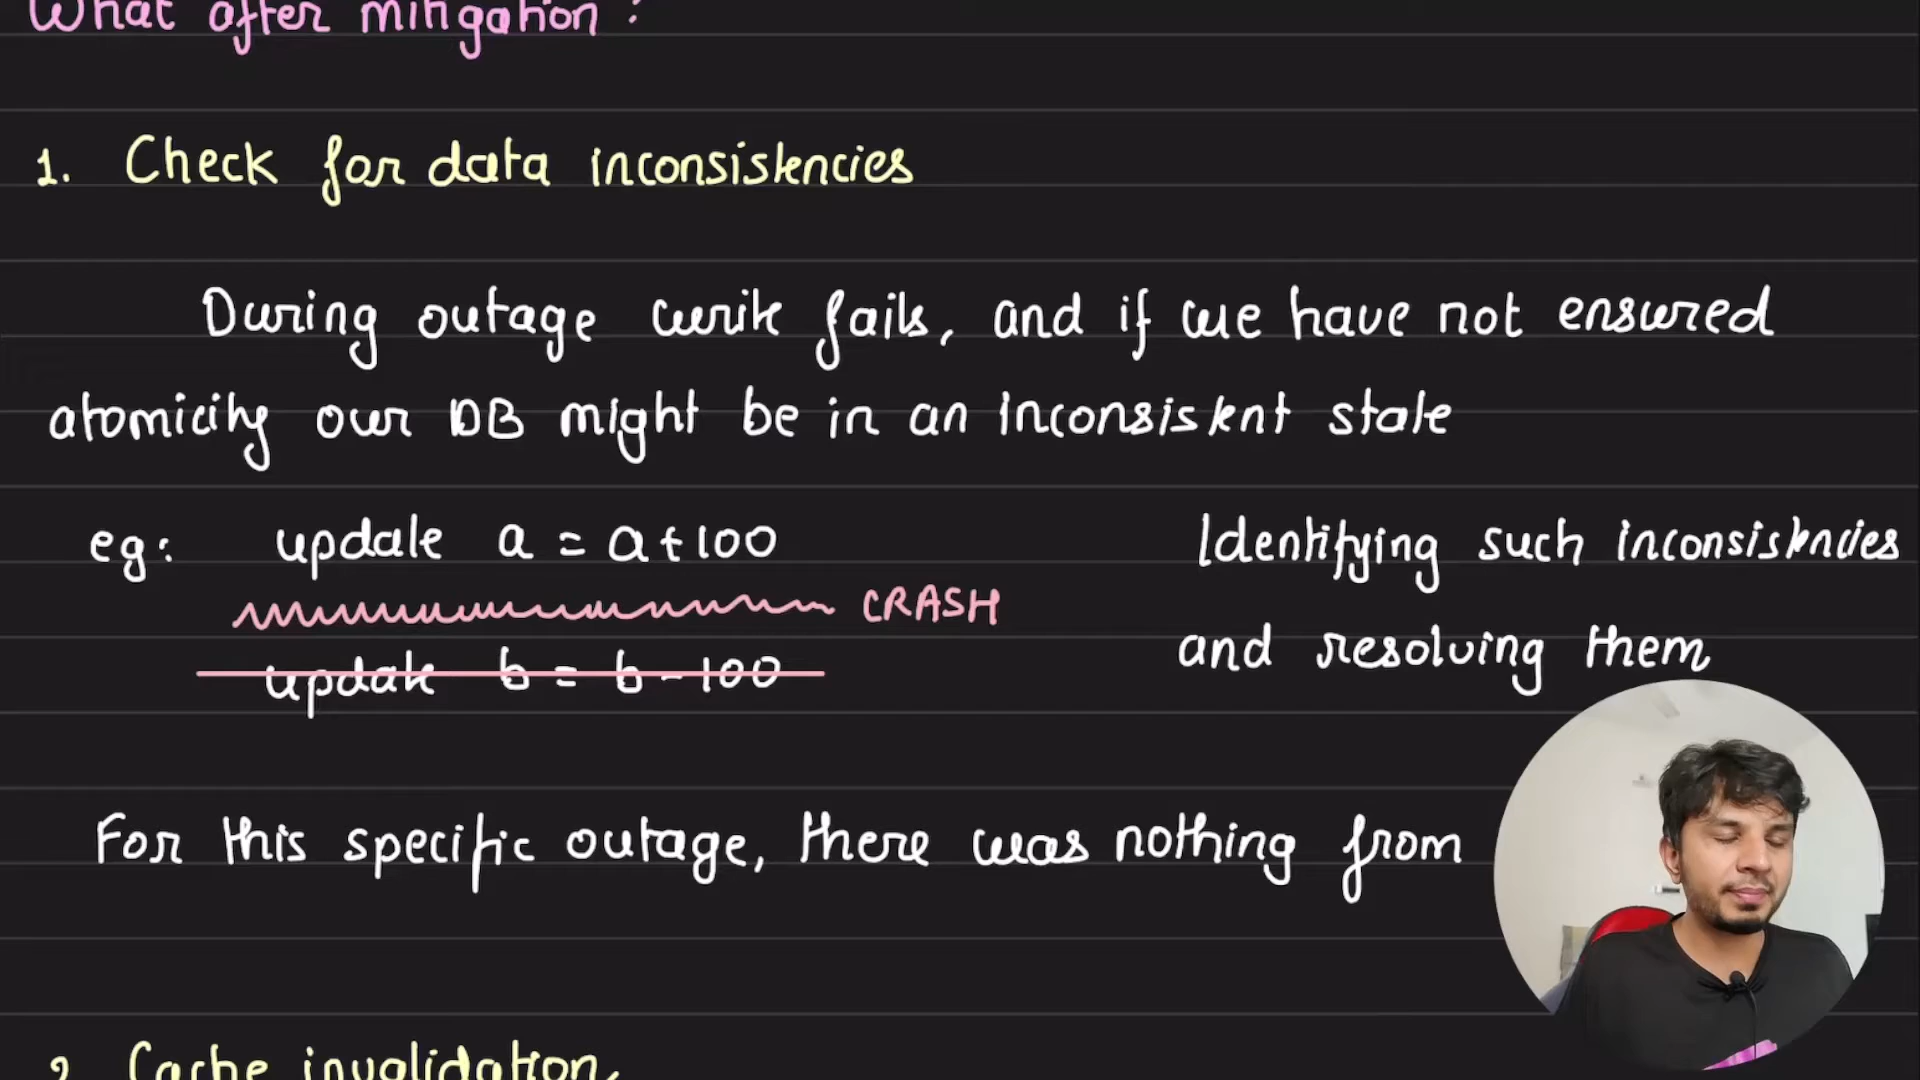 What after mitigation?
1. Check for data inconsistencies
During outage write fails, and if we have not ensured
atomicity our DB might be in an inconsistent state
eg: update a = a + 100
CRASH
update b = b - 100
Identifying such inconsistencies
and resolving them
For this specific outage, there was nothing from
2. Cache invalidation